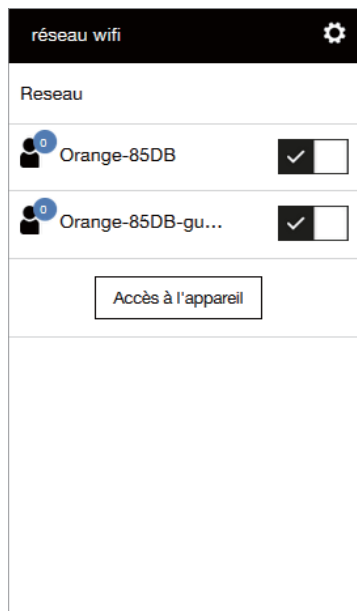 réseau wifi
Reseau
0
Orange-85DB
0
Orange-85DB-gu...
Accès à l'appareil